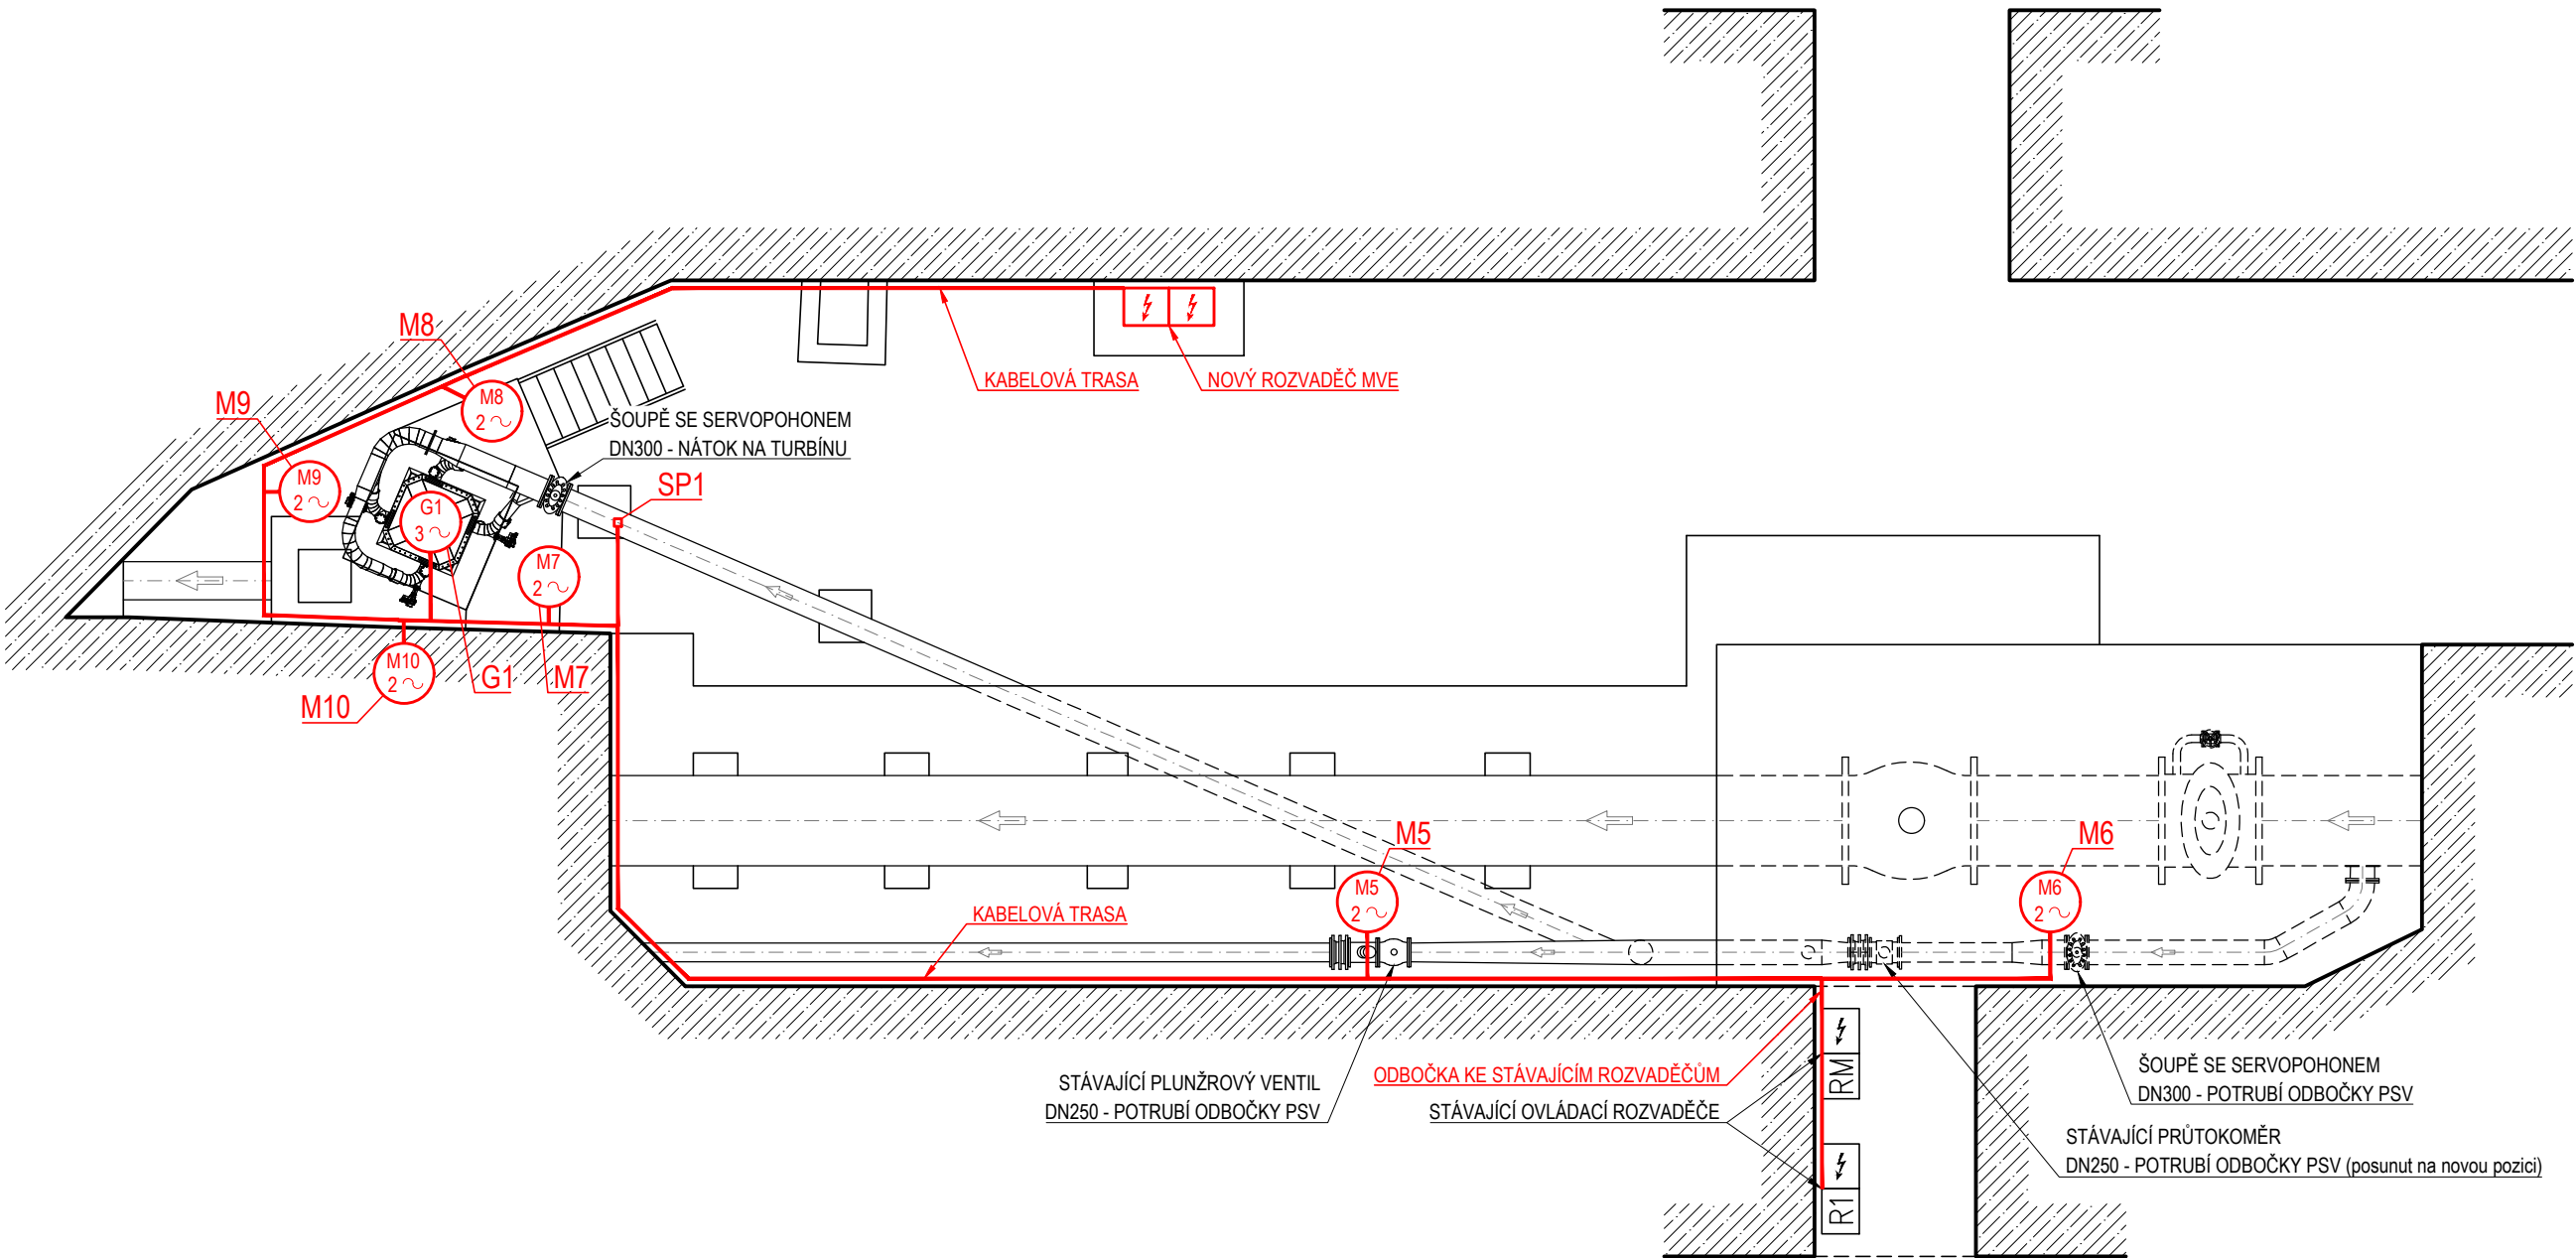 M8
M8
2
KABELOVÁ TRASA
NOVÝ ROZVADĚČ MVE
M9
M9
2
ŠOUPĚ SE SERVOPOHONEM
DN300 - NÁTOK NA TURBÍNU
SP1
G1
3
M7
2
M10
2
M10
G1
M7
M5
M5
2
M6
M6
2
KABELOVÁ TRASA
STÁVAJÍCÍ PLUNŽROVÝ VENTIL
DN250 - POTRUBÍ ODBOČKY PSV
ODBOČKA KE STÁVAJÍCÍM ROZVADĚČŮM
STÁVAJÍCÍ OVLÁDACÍ ROZVADĚČE
RM
R1
ŠOUPĚ SE SERVOPOHONEM
DN300 - POTRUBÍ ODBOČKY PSV
STÁVAJÍCÍ PRŮTOKOMĚR
DN250 - POTRUBÍ ODBOČKY PSV (posunut na novou pozici)